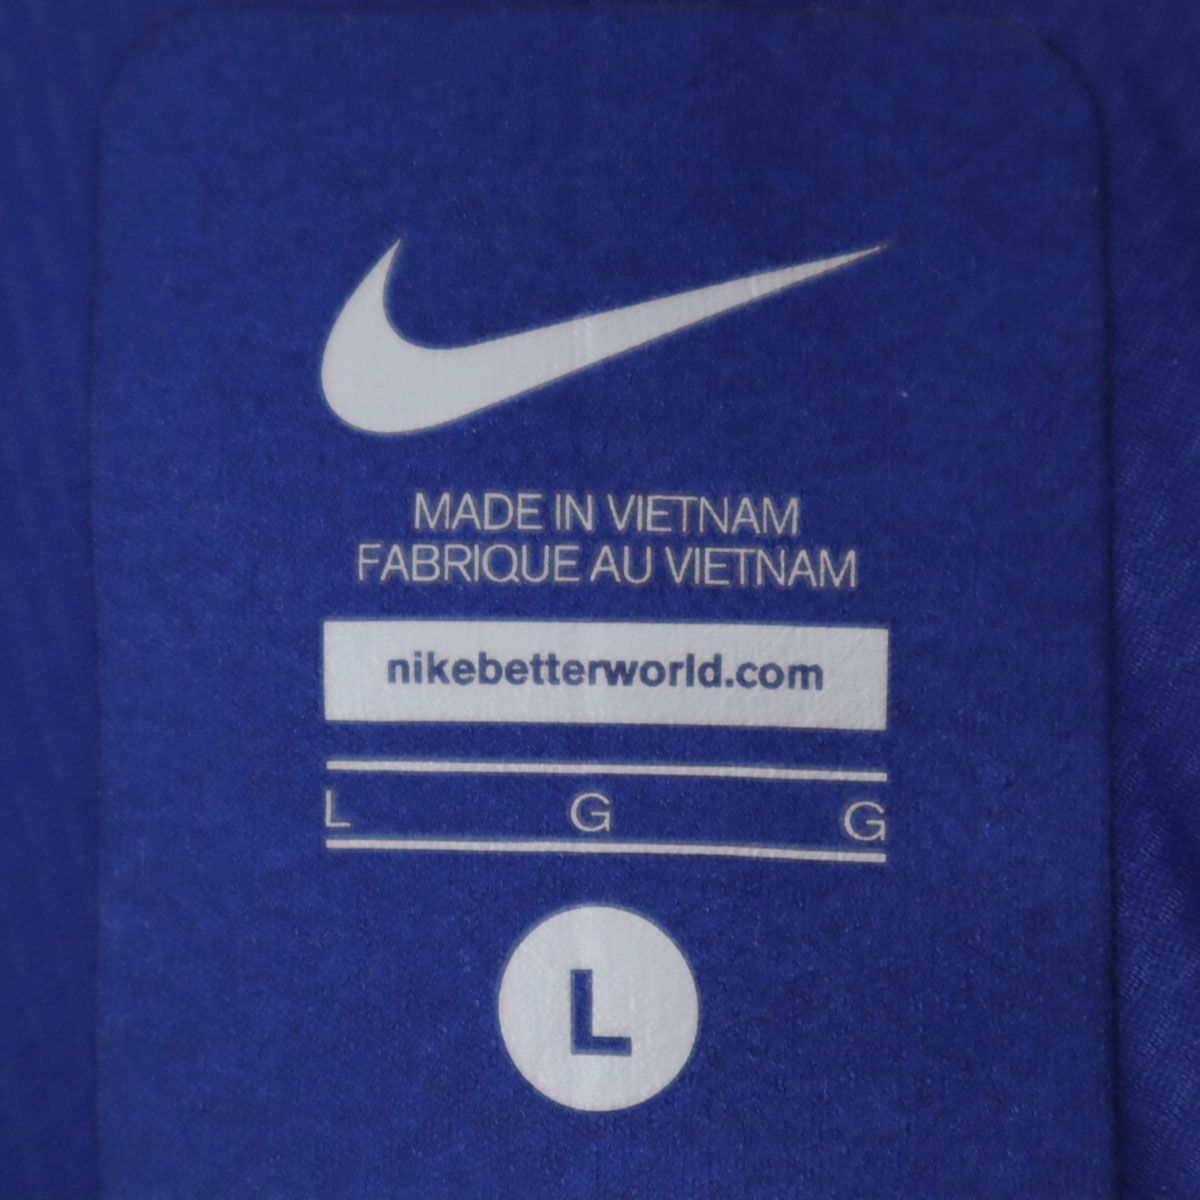 MADE IN VIETNAM
FABRIQUE AU VIETNAM
nikebetterworld.com
L G G
L